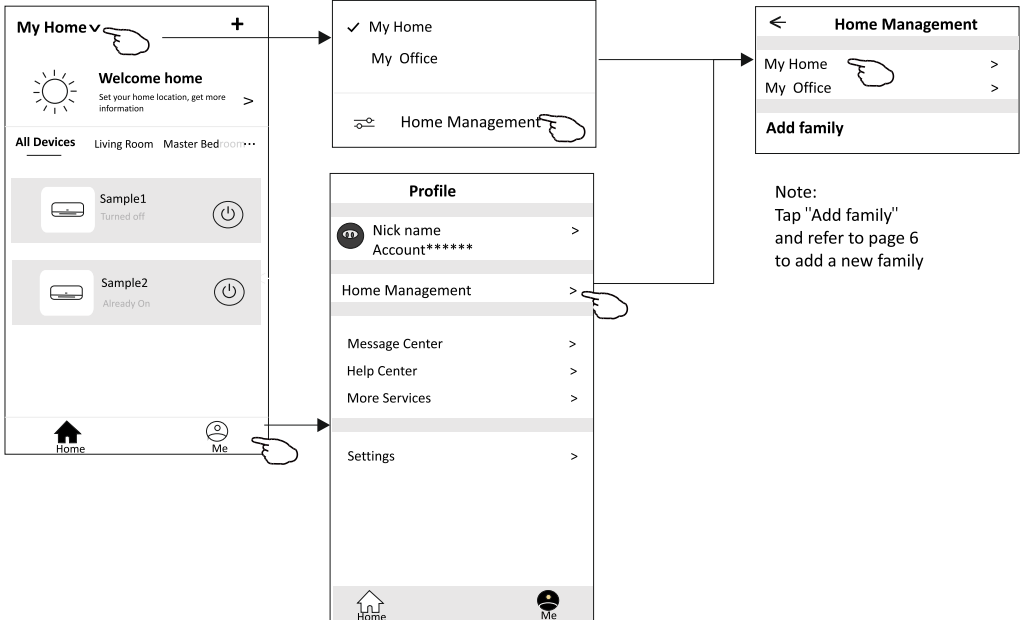 My Home
+
Welcome home
Set your home location, get more
information
>
All Devices Living Room Master Bedroom...
Sample1
Turned off
Sample2
Already On
Home Me
✓ My Home
My Office
Home Management
Profile
Nick name >
Account******
Home Management >
Message Center >
Help Center >
More Services >
Settings >
Home Me
← Home Management
My Home >
My Office >
Add family
Note:
Tap "Add family"
and refer to page 6
to add a new family